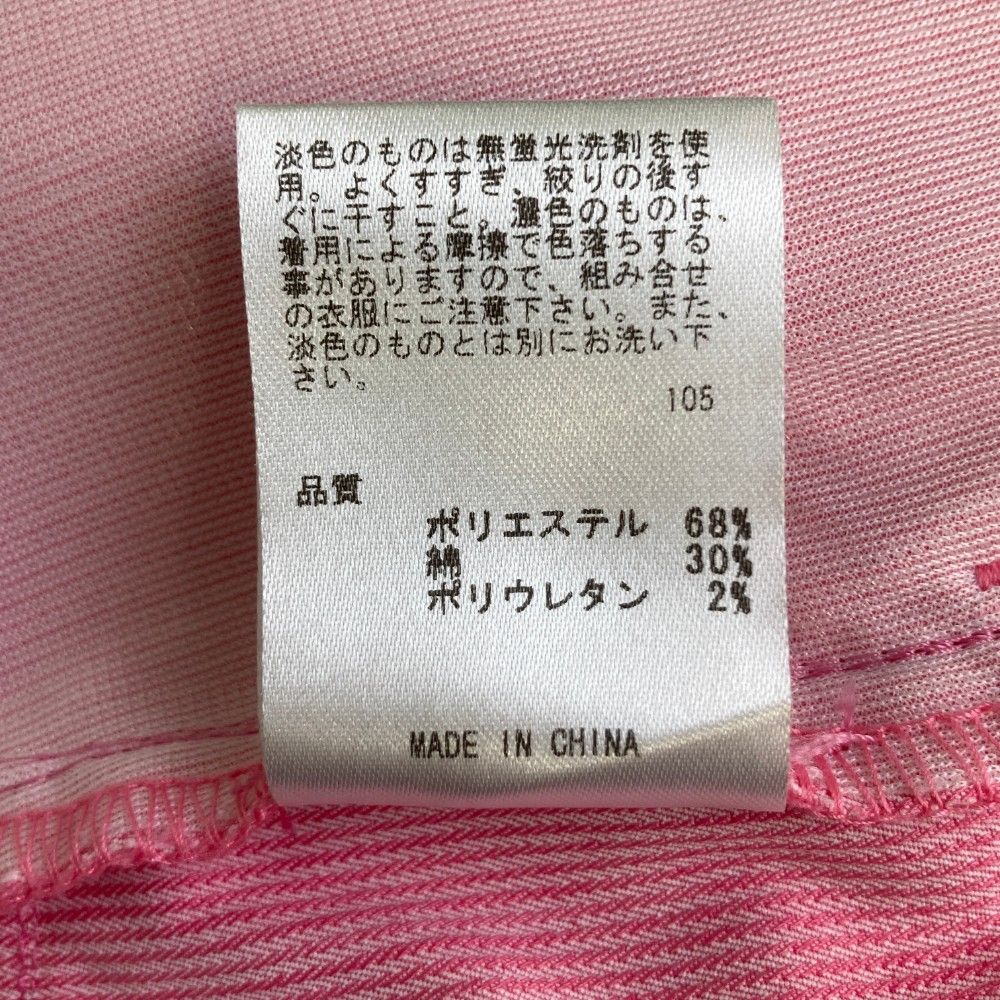 淡色のものは無蛍光洗剤を使
用。よくすすぎ、絞りの後す
ぐに干すこと。濃色のものは、
着用による摩擦で色落ちする
事がありますので、組み合せ
の衣服にご注意下さい。また、
淡色のものとは別にお洗い下
さい。
105
品質
ポリエステル 68%
綿 30%
ポリウレタン 2%
MADE IN CHINA